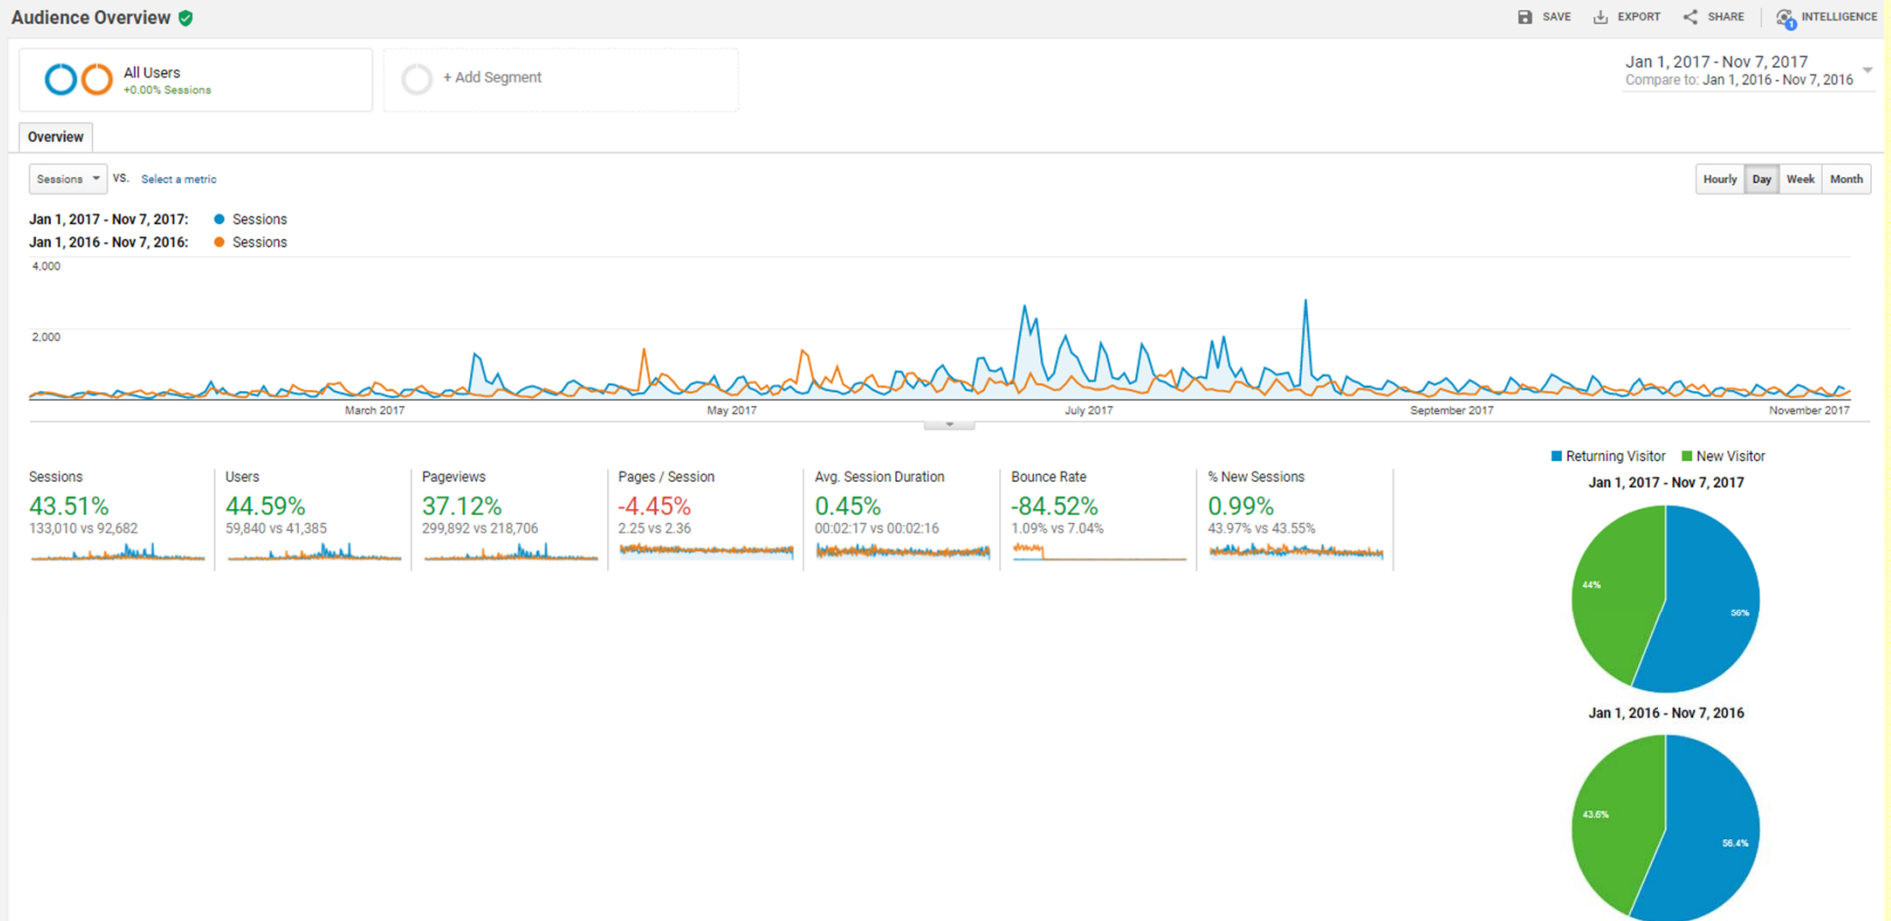 Audience Overview
SAVE EXPORT SHARE INTELLIGENCE
1
All Users
+0.00% Sessions
+ Add Segment
Jan 1, 2017 - Nov 7, 2017
Compare to: Jan 1, 2016 - Nov 7, 2016
Overview
Sessions VS. Select a metric
Hourly Day Week Month
Jan 1, 2017 - Nov 7, 2017: Sessions
Jan 1, 2016 - Nov 7, 2016: Sessions
4,000
2,000
March 2017 May 2017 July 2017 September 2017 November 2017
Sessions
43.51%
133,010 vs 92,682
Users
44.59%
59,840 vs 41,385
Pageviews
37.12%
299,892 vs 218,706
Pages / Session
-4.45%
2.25 vs 2.36
Avg. Session Duration
0.45%
00:02:17 vs 00:02:16
Bounce Rate
-84.52%
1.09% vs 7.04%
% New Sessions
0.99%
43.97% vs 43.55%
Returning Visitor New Visitor
Jan 1, 2017 - Nov 7, 2017
44%
56%
Jan 1, 2016 - Nov 7, 2016
43.6%
56.4%